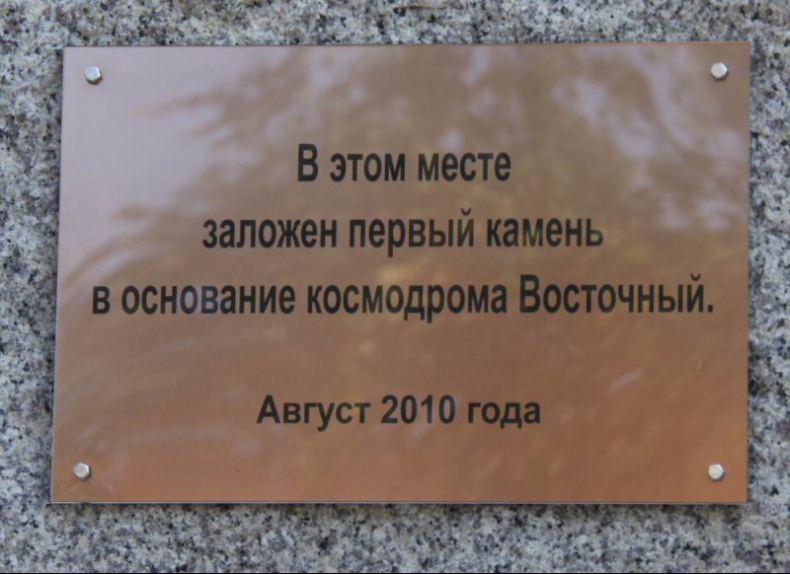 В этом месте
заложен первый камень
в основание космодрома Восточный.
Август 2010 года